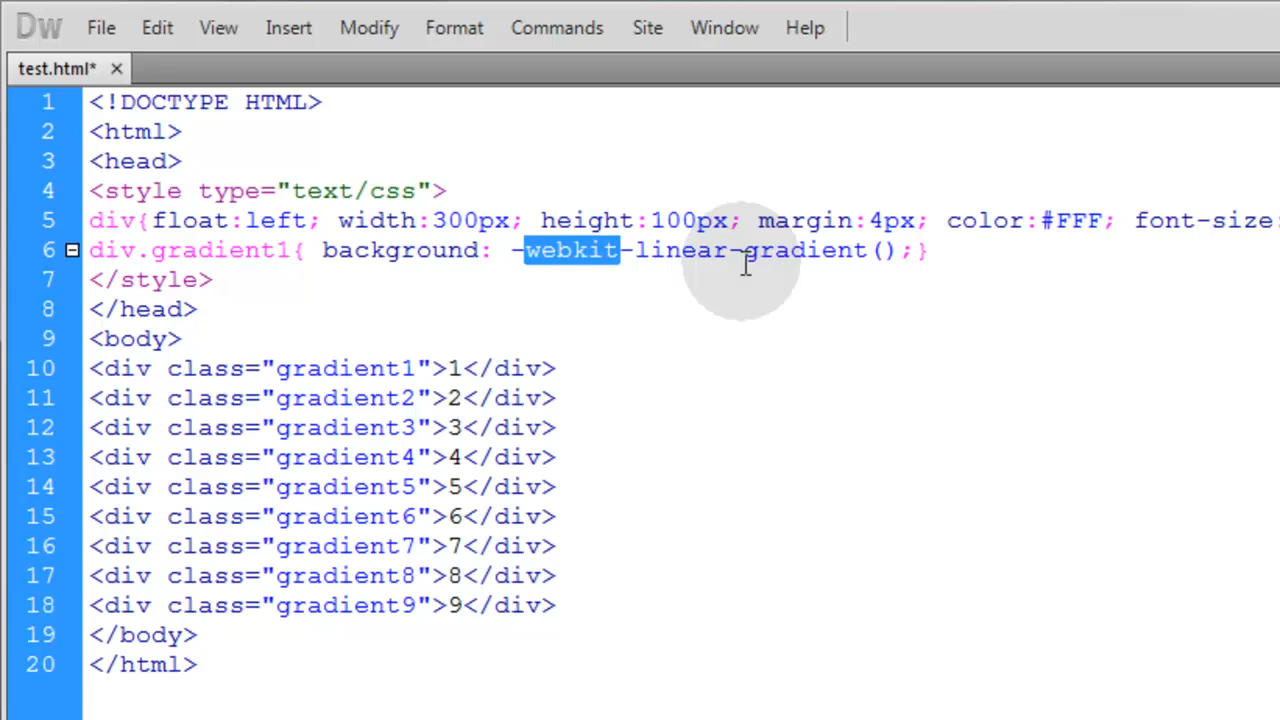 Dw File Edit View Insert Modify Format Commands Site Window Help
test.html* ×
1 <!DOCTYPE HTML>
2 <html>
3 <head>
4 <style type="text/css">
5 div{float:left; width:300px; height:100px; margin:4px; color:#FFF; font-size:
6 div.gradient1{ background: -webkit-linear-gradient();}
7 </style>
8 </head>
9 <body>
10 <div class="gradient1">1</div>
11 <div class="gradient2">2</div>
12 <div class="gradient3">3</div>
13 <div class="gradient4">4</div>
14 <div class="gradient5">5</div>
15 <div class="gradient6">6</div>
16 <div class="gradient7">7</div>
17 <div class="gradient8">8</div>
18 <div class="gradient9">9</div>
19 </body>
20 </html>